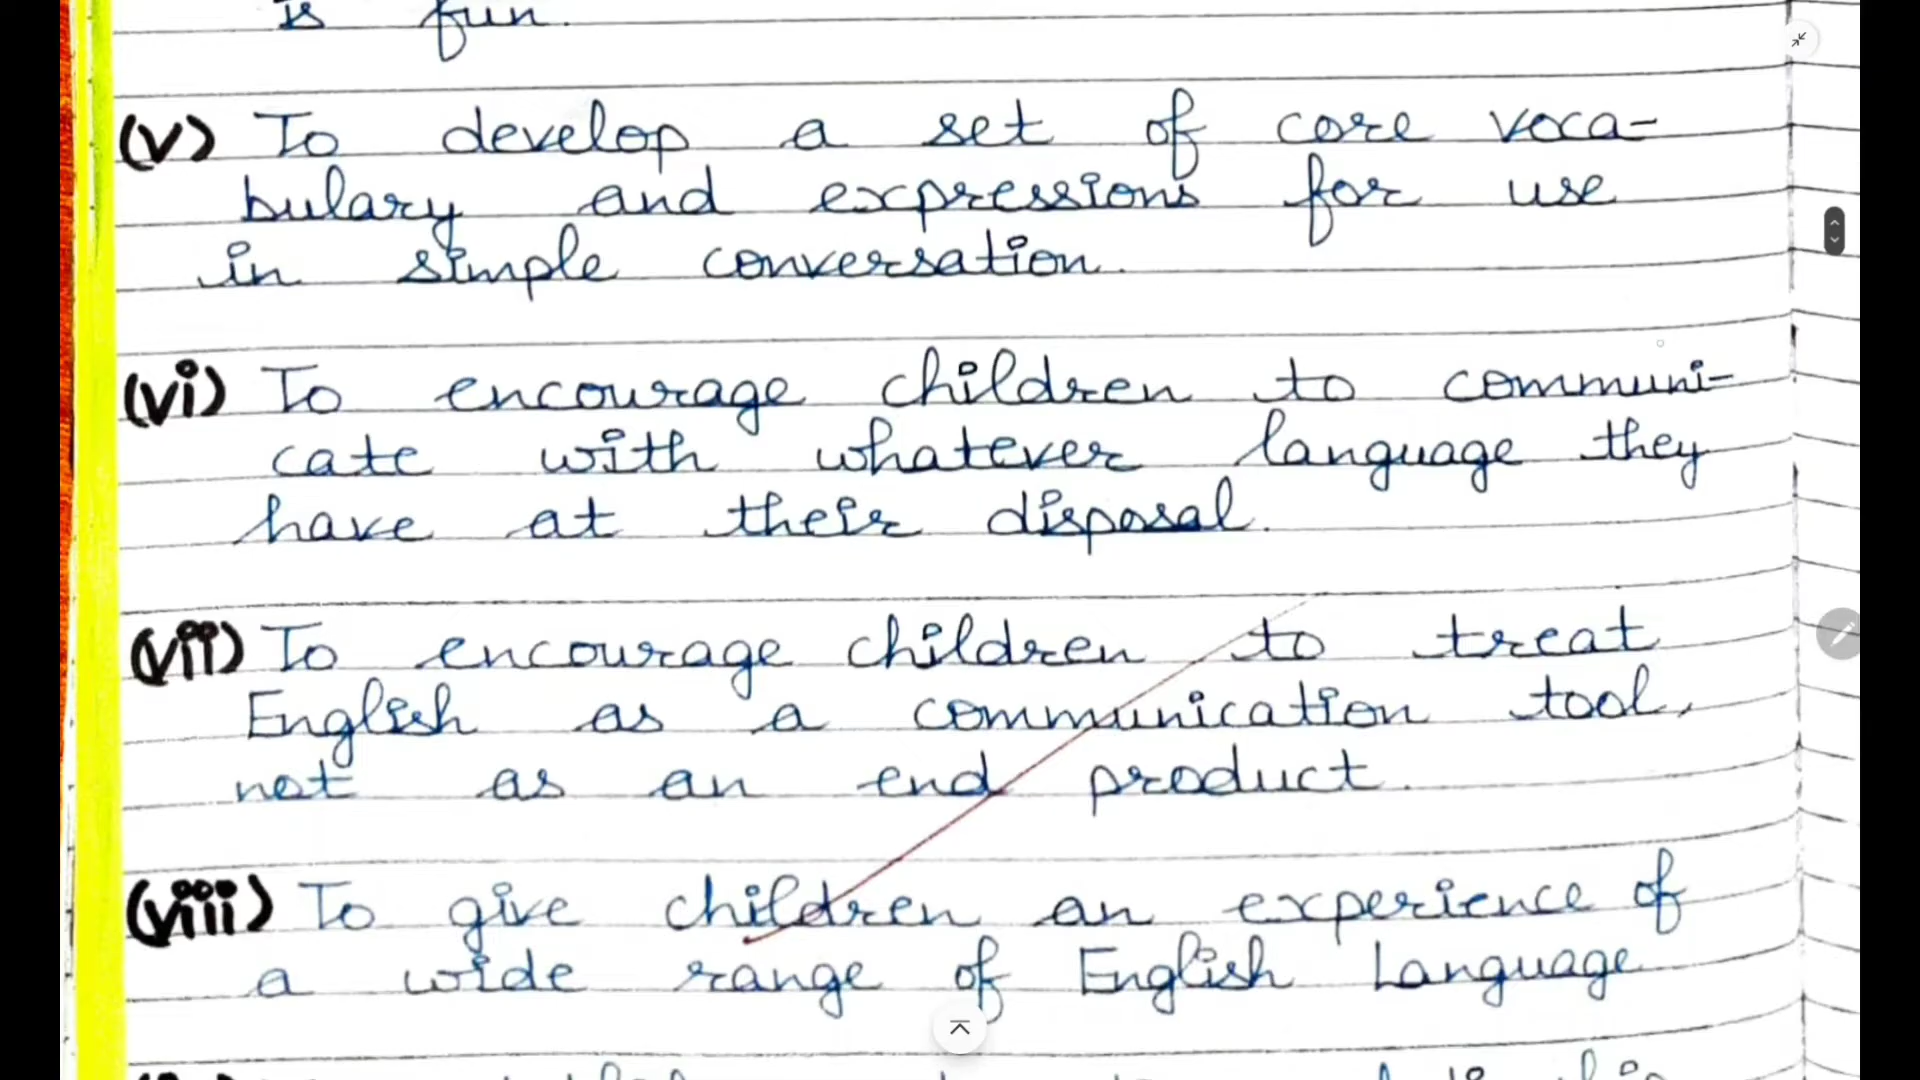 is fun.
(v) To develop a set of core voca-
bulary and expressions for use
in simple conversation.
(vi) To encourage children to communi-
cate with whatever language they
have at their disposal.
(vii) To encourage children to treat
English as a communication tool,
not as an end product.
(viii) To give children an experience of
a wide range of English Language